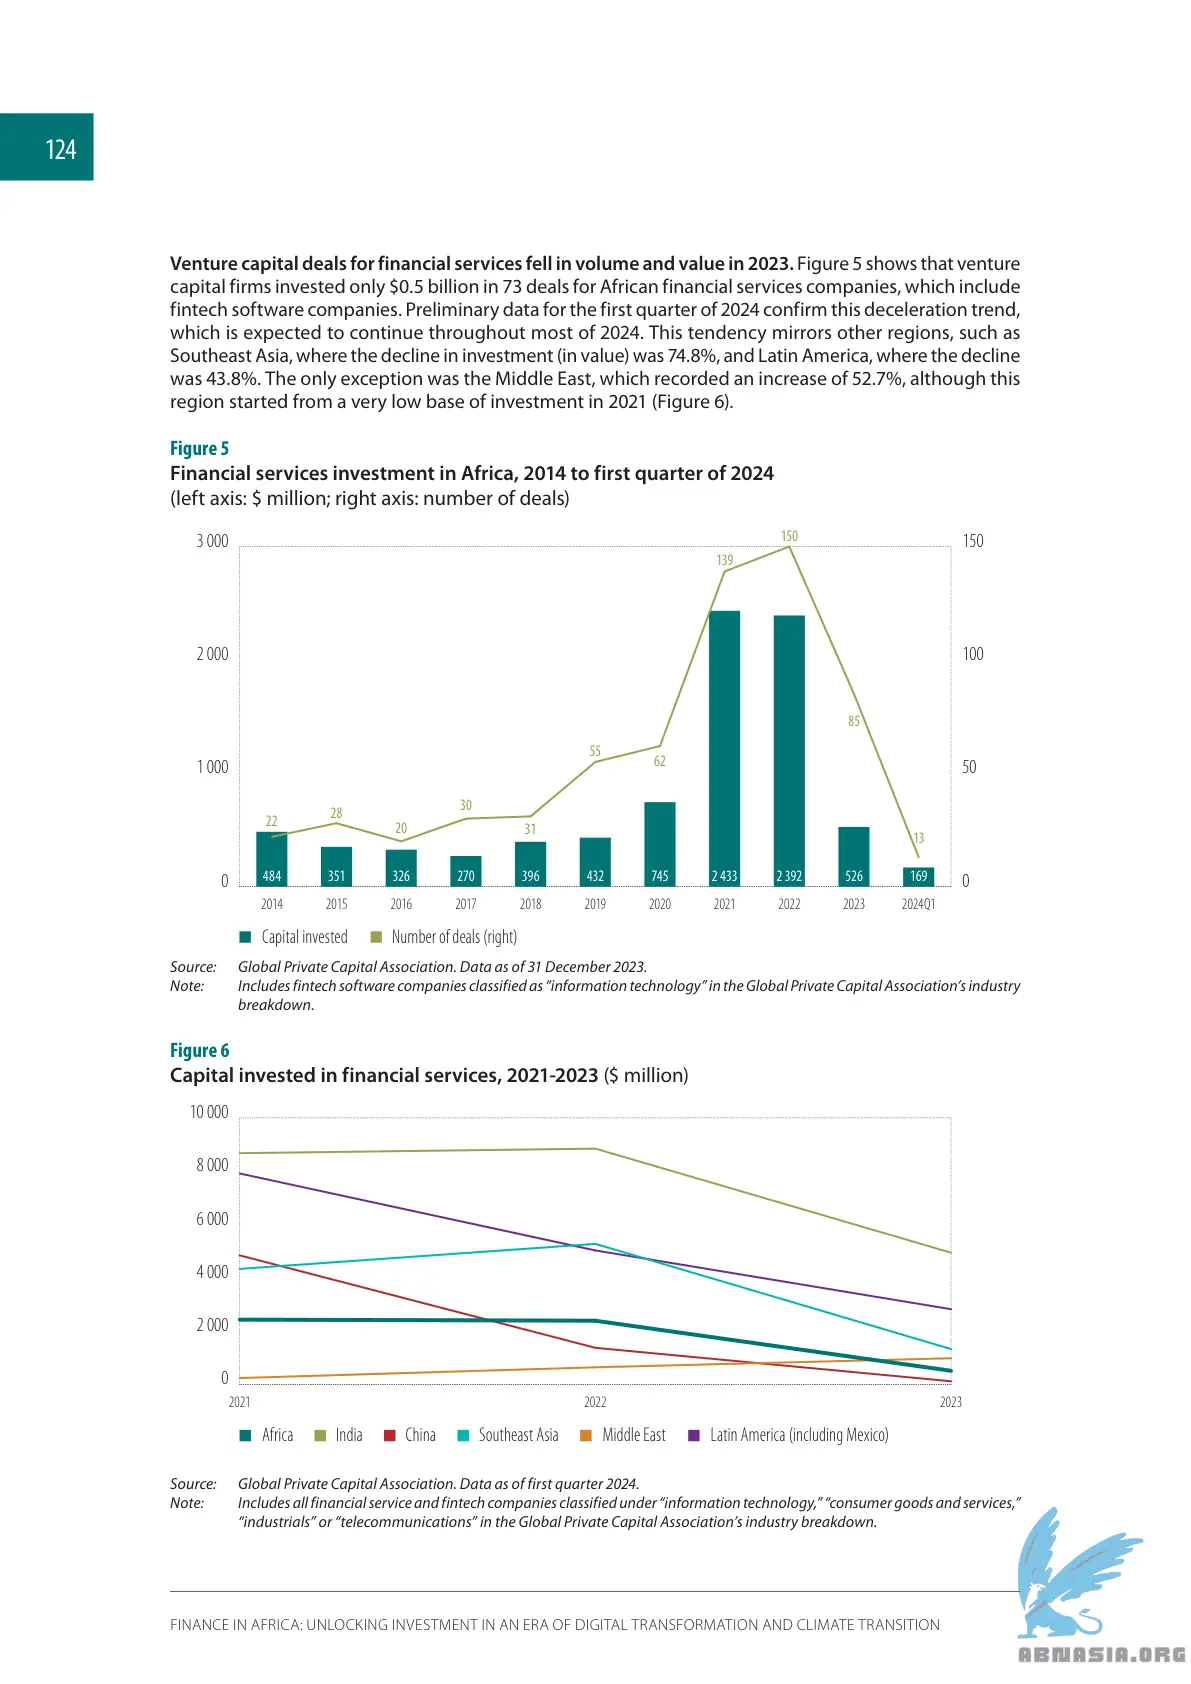 124
Venture capital deals for financial services fell in volume and value in 2023. Figure 5 shows that venture
capital firms invested only $0.5 billion in 73 deals for African financial services companies, which include
fintech software companies. Preliminary data for the first quarter of 2024 confirm this deceleration trend,
which is expected to continue throughout most of 2024. This tendency mirrors other regions, such as
Southeast Asia, where the decline in investment (in value) was 74.8%, and Latin America, where the decline
was 43.8%. The only exception was the Middle East, which recorded an increase of 52.7%, although this
region started from a very low base of investment in 2021 (Figure 6).
Figure 5
Financial services investment in Africa, 2014 to first quarter of 2024
(left axis: $ million; right axis: number of deals)
3 000 150
150
139
2 000 100
85
55
62
1 000 50
30
28
22
20
31
13
484 351 326 270 396 432 745 2 433 2 392 526 169
0 0
2014 2015 2016 2017 2018 2019 2020 2021 2022 2023 2024Q1
Capital invested Number of deals (right)
Source: Global Private Capital Association. Data as of 31 December 2023.
Note: Includes fintech software companies classified as “information technology” in the Global Private Capital Association’s industry
breakdown.
Figure 6
Capital invested in financial services, 2021-2023 ($ million)
10 000
8 000
6 000
4 000
2 000
0
2021 2022 2023
Africa India China Southeast Asia Middle East Latin America (including Mexico)
Source: Global Private Capital Association. Data as of first quarter 2024.
Note: Includes all financial service and fintech companies classified under “information technology,” “consumer goods and services,”
“industrials” or “telecommunications” in the Global Private Capital Association’s industry breakdown.
FINANCE IN AFRICA: UNLOCKING INVESTMENT IN AN ERA OF DIGITAL TRANSFORMATION AND CLIMATE TRANSITION
ABNASIA.ORG